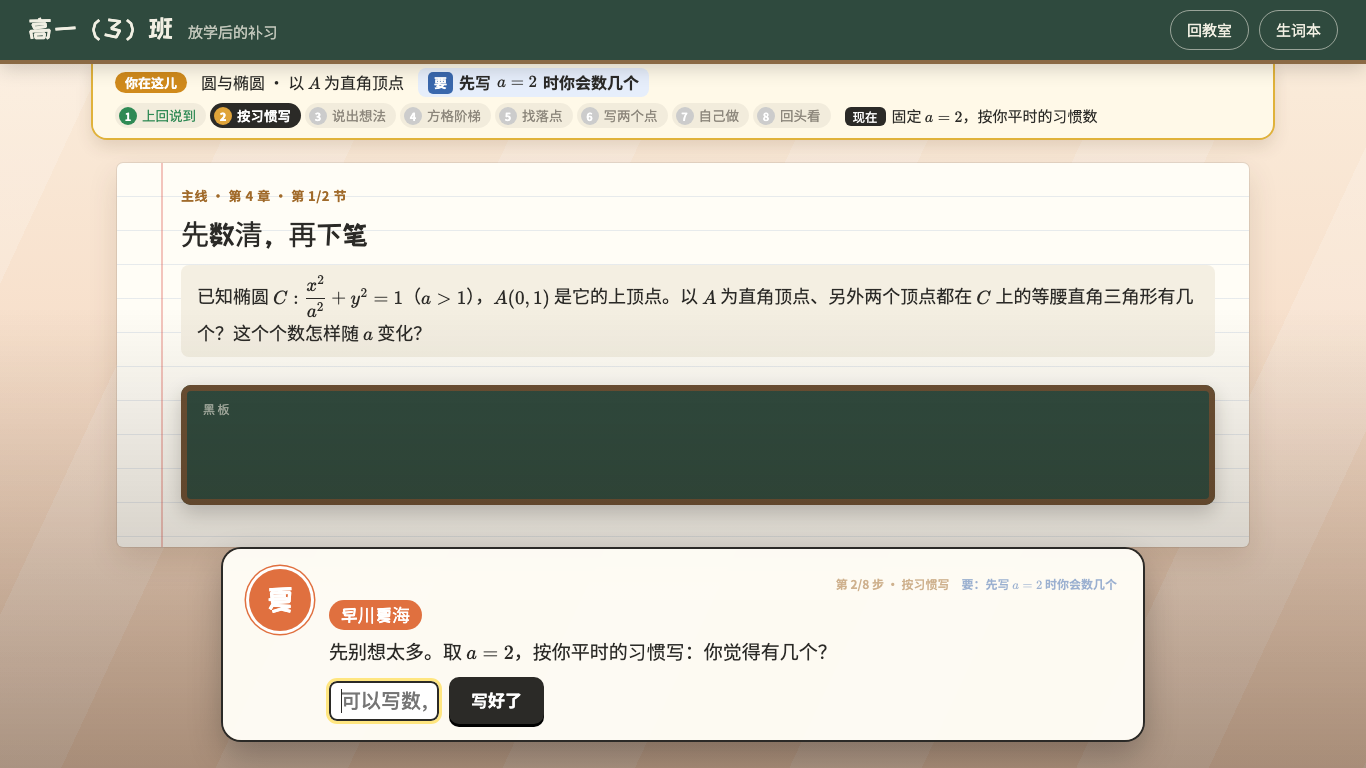 高一（3）班 放学后的补习 回教室 生词本
你在这儿 圆与椭圆 · 以 A 为直角顶点 要 先写 a = 2 时你会数几个
1 上回说到 2 按习惯写 3 说出想法 4 方格阶梯 5 找落点 6 写两个点 7 自己做 8 回头看 现在 固定 a = 2，按你平时的习惯数
主线 · 第 4 章 · 第 1/2 节
先数清，再下笔
已知椭圆 C : x²/a² + y² = 1（a > 1），A(0, 1) 是它的上顶点。以 A 为直角顶点、另外两个顶点都在 C 上的等腰直角三角形有几
个？这个个数怎样随 a 变化？
黑板
第 2/8 步 · 按习惯写 要：先写 a = 2 时你会数几个
夏
早川夏海
先别想太多。取 a = 2，按你平时的习惯写：你觉得有几个？
可以写数， 写好了